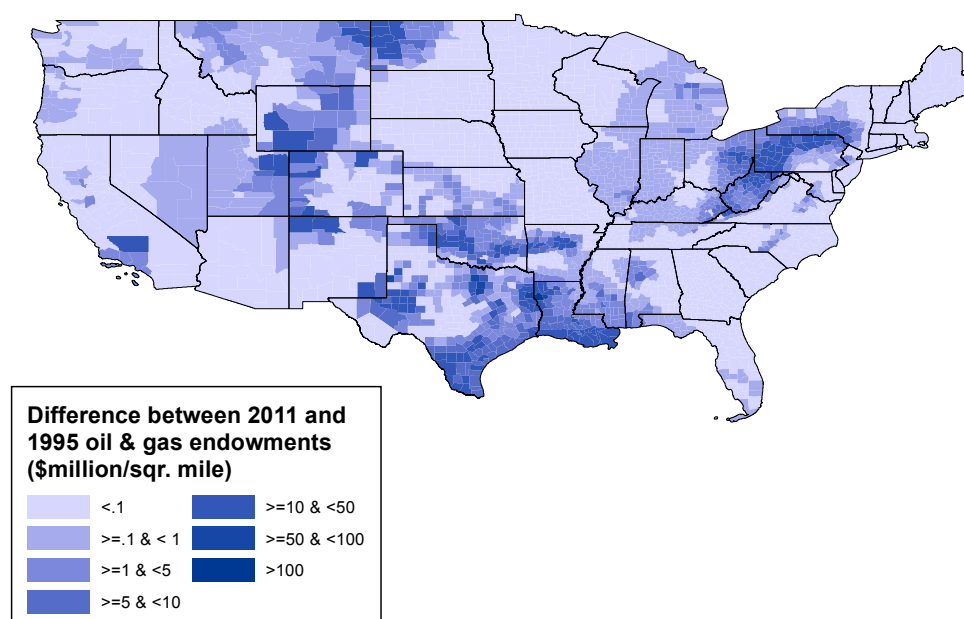 Difference between 2011 and
1995 oil & gas endowments
($million/sqr. mile)
<.1
>=.1 & < 1
>=1 & <5
>=5 & <10
>=10 & <50
>=50 & <100
>100